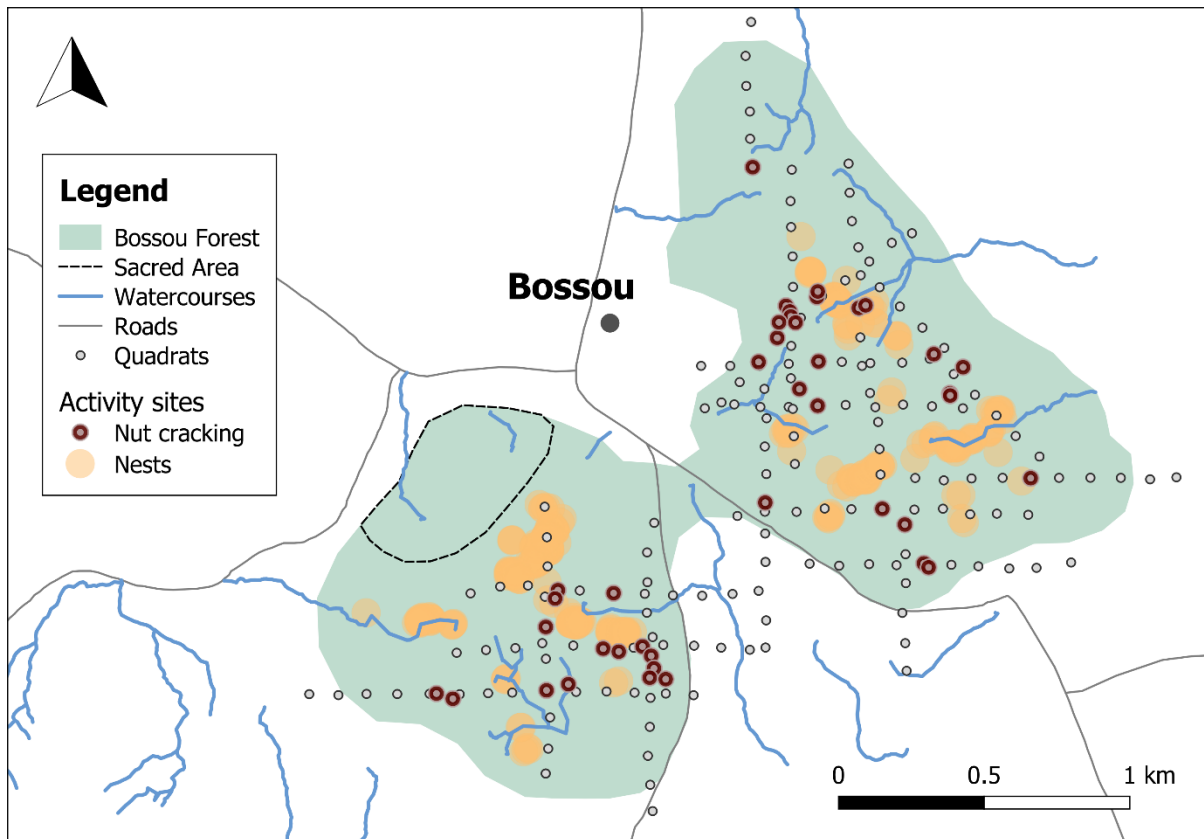 Legend
Bossou Forest
Sacred Area
Watercourses
Roads
Quadrats
Activity sites
Nut cracking
Nests
Bossou
0 0.5 1 km